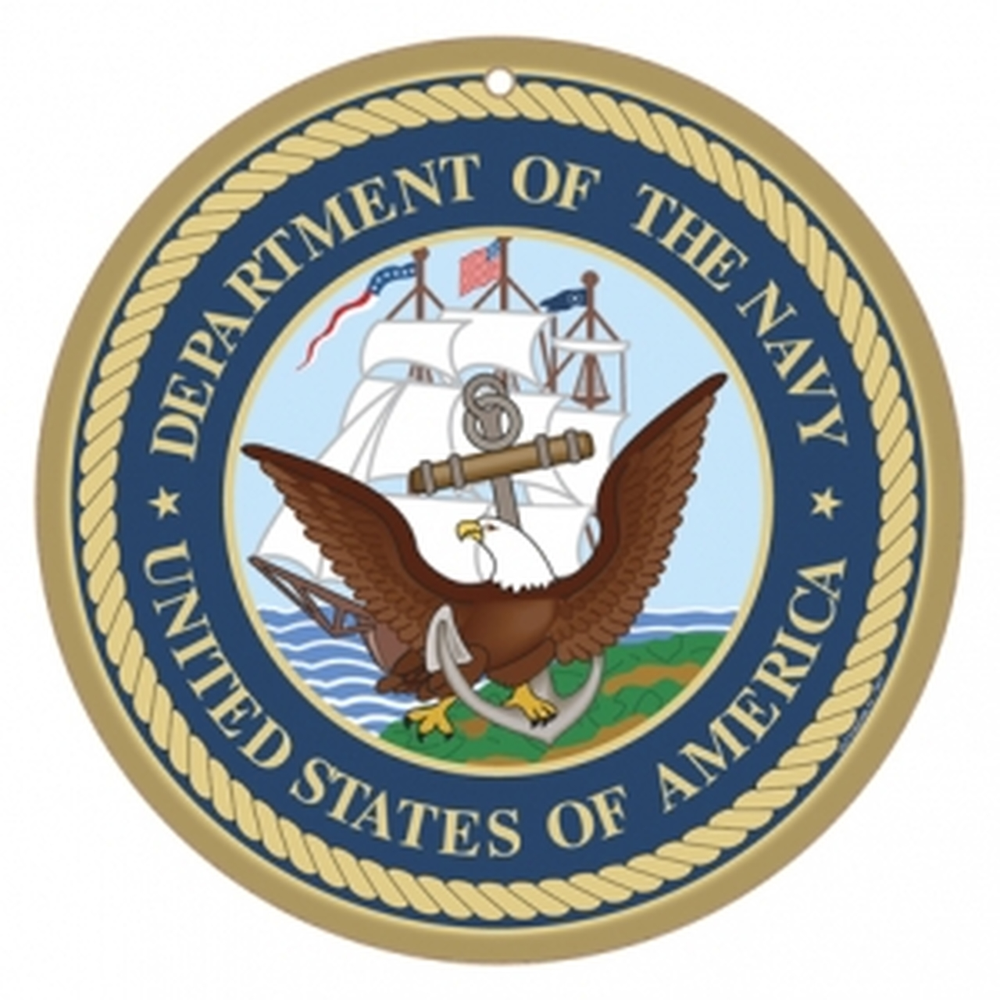 DEPARTMENT OF THE NAVY
UNITED STATES OF AMERICA